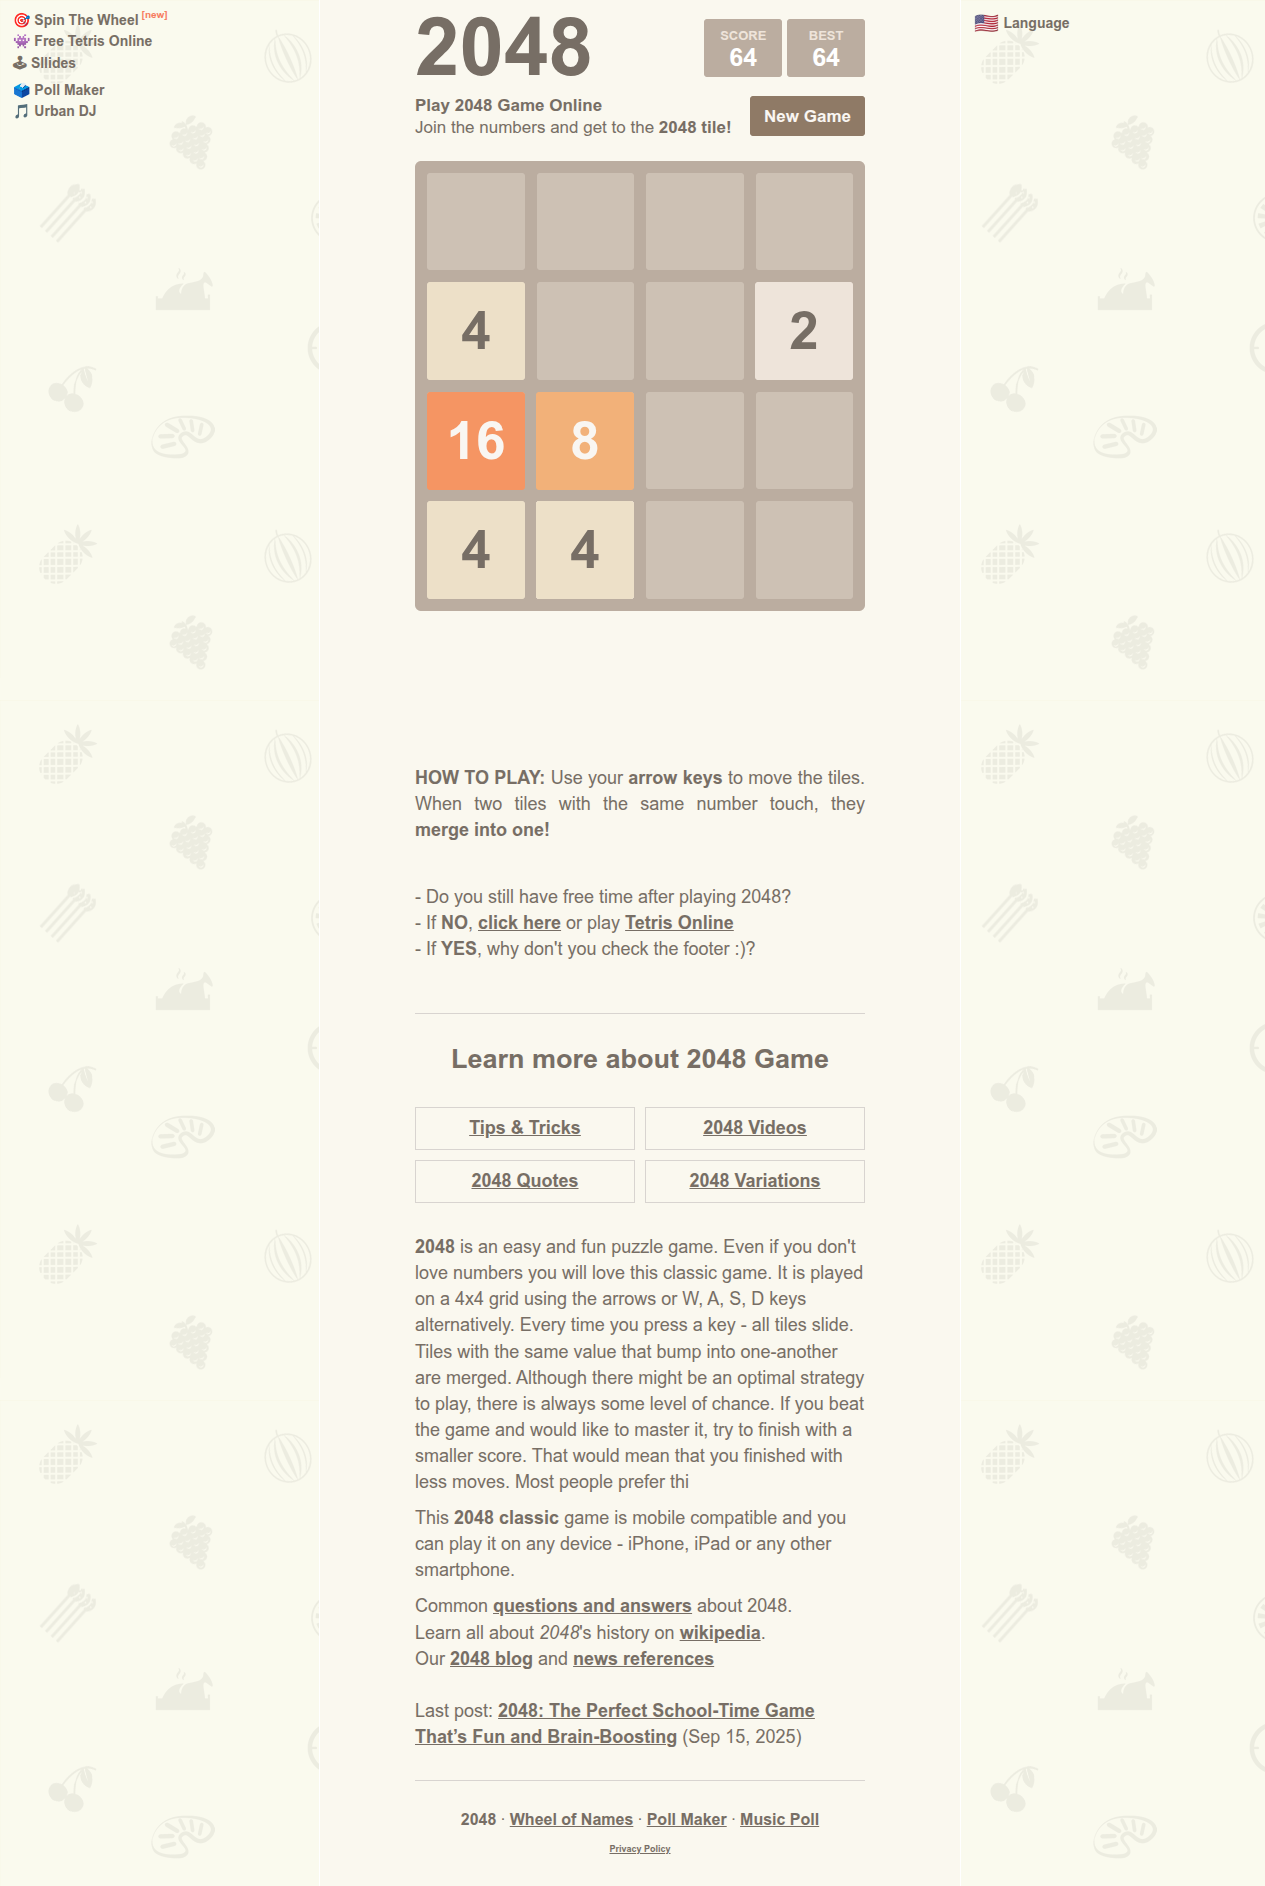 🎯 Spin The Wheel [new]
👾 Free Tetris Online
🕹 Sllides
🗳 Poll Maker
🎵 Urban DJ
🇺🇸 Language
2048
SCORE
64
BEST
64
Play 2048 Game Online
Join the numbers and get to the 2048 tile!
New Game
4 2
16 8
4 4
HOW TO PLAY: Use your arrow keys to move the tiles.
When two tiles with the same number touch, they
merge into one!
- Do you still have free time after playing 2048?
- If NO, click here or play Tetris Online
- If YES, why don't you check the footer :)?
Learn more about 2048 Game
Tips & Tricks
2048 Videos
2048 Quotes
2048 Variations
2048 is an easy and fun puzzle game. Even if you don't
love numbers you will love this classic game. It is played
on a 4x4 grid using the arrows or W, A, S, D keys
alternatively. Every time you press a key - all tiles slide.
Tiles with the same value that bump into one-another
are merged. Although there might be an optimal strategy
to play, there is always some level of chance. If you beat
the game and would like to master it, try to finish with a
smaller score. That would mean that you finished with
less moves. Most people prefer thi
This 2048 classic game is mobile compatible and you
can play it on any device - iPhone, iPad or any other
smartphone.
Common questions and answers about 2048.
Learn all about 2048's history on wikipedia.
Our 2048 blog and news references
Last post: 2048: The Perfect School-Time Game
That’s Fun and Brain-Boosting (Sep 15, 2025)
2048 · Wheel of Names · Poll Maker · Music Poll
Privacy Policy